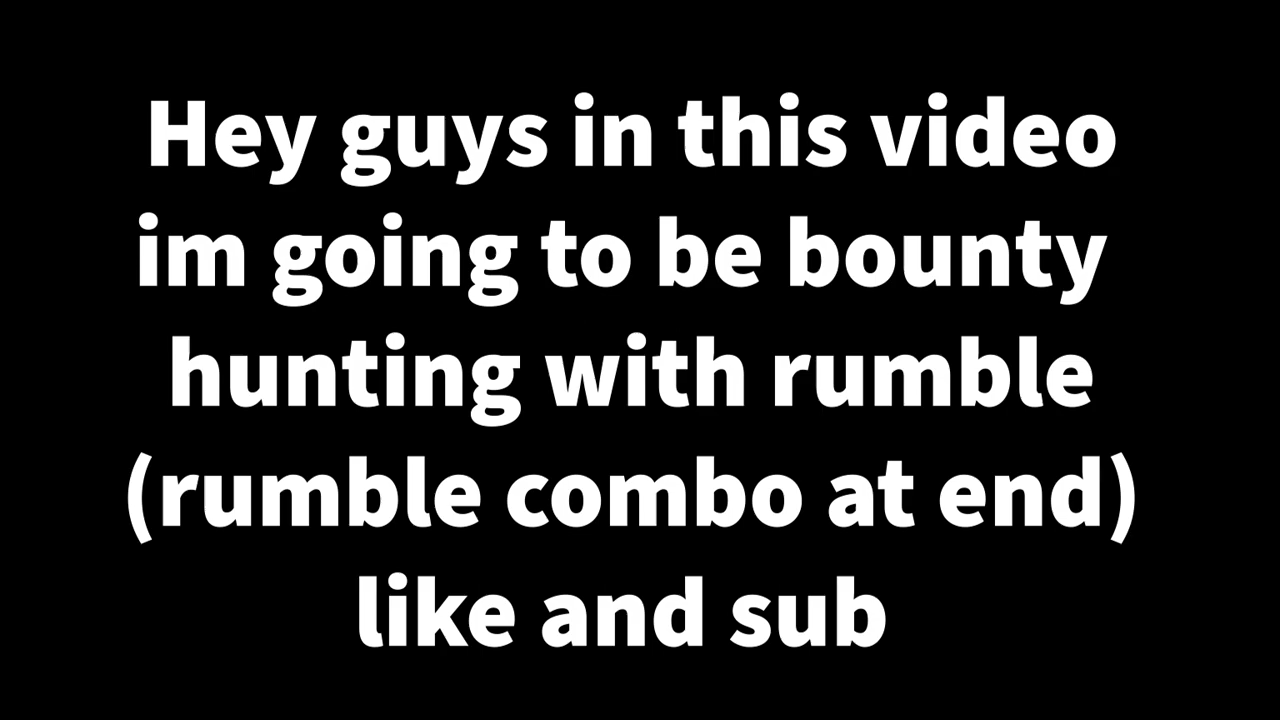 Hey guys in this video
im going to be bounty
hunting with rumble
(rumble combo at end)
like and sub